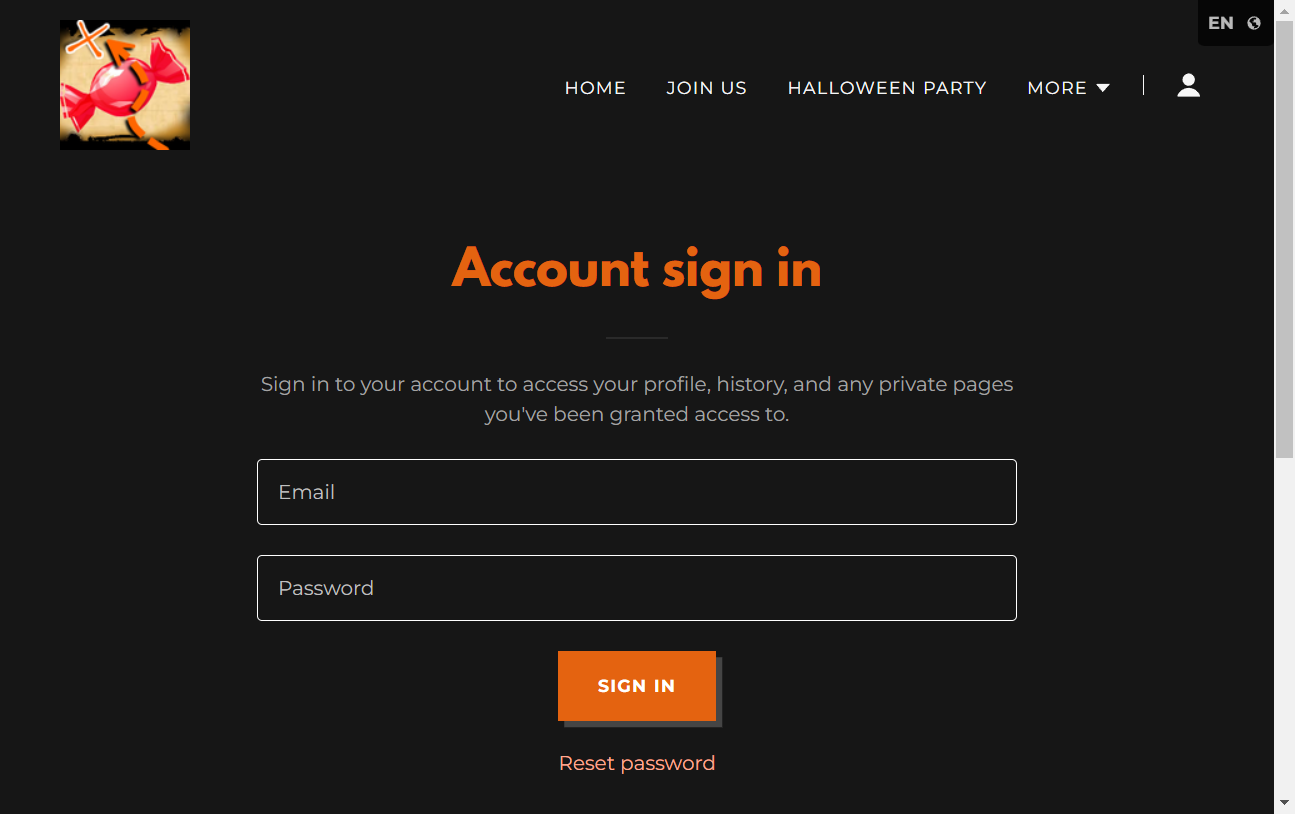 EN
HOME JOIN US HALLOWEEN PARTY MORE
Account sign in
Sign in to your account to access your profile, history, and any private pages
you've been granted access to.
Email
Password
SIGN IN
Reset password